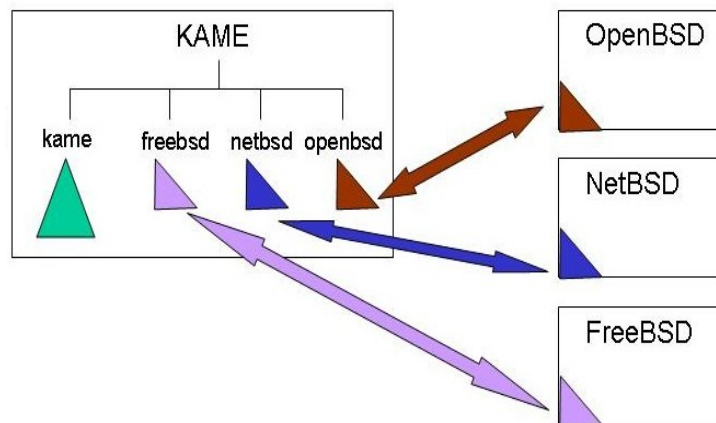 KAME
kame freebsd netbsd openbsd
OpenBSD
NetBSD
FreeBSD